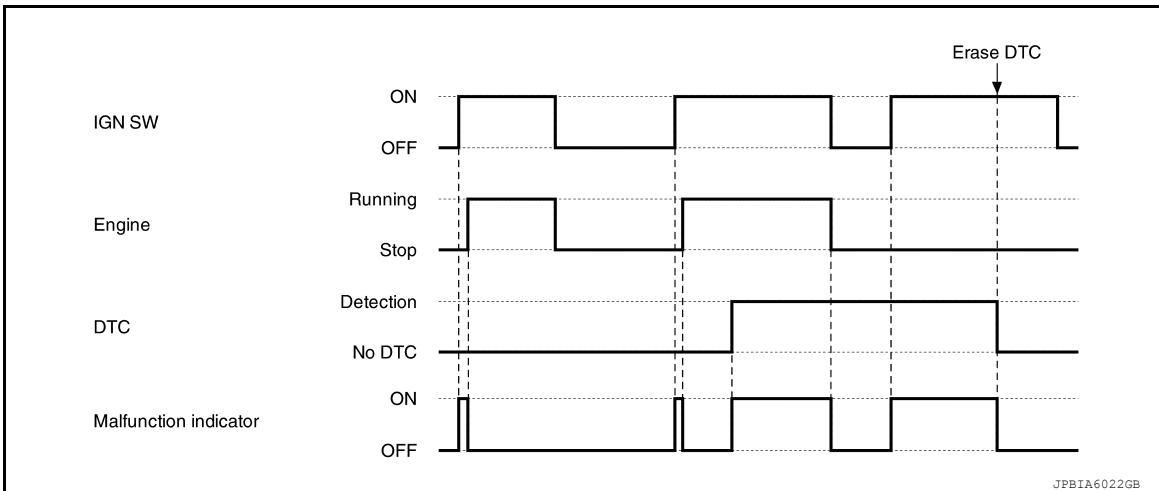 Erase DTC
ON
IGN SW
OFF
Running
Engine
Stop
Detection
DTC
No DTC
ON
Malfunction indicator
OFF
JPBIA6022GB